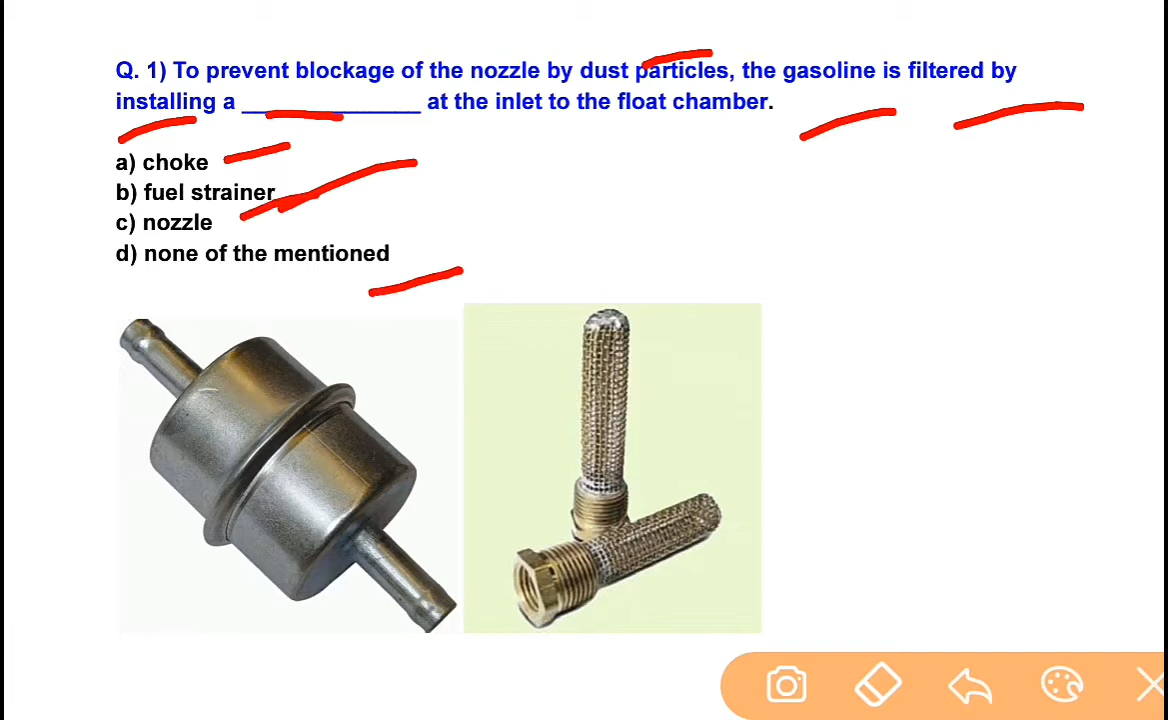 Q. 1) To prevent blockage of the nozzle by dust particles, the gasoline is filtered by
installing a _______________ at the inlet to the float chamber.
a) choke
b) fuel strainer
c) nozzle
d) none of the mentioned